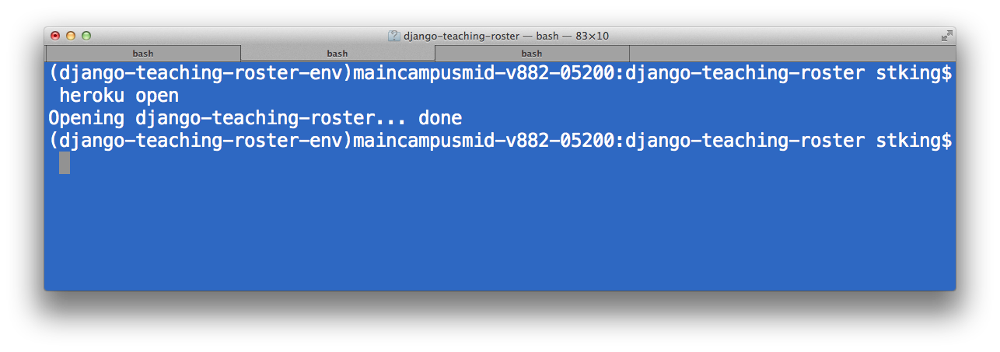 django-teaching-roster — bash — 83×10
bash bash bash
(django-teaching-roster-env)maincampusmid-v882-05200:django-teaching-roster stking$
heroku open
Opening django-teaching-roster... done
(django-teaching-roster-env)maincampusmid-v882-05200:django-teaching-roster stking$